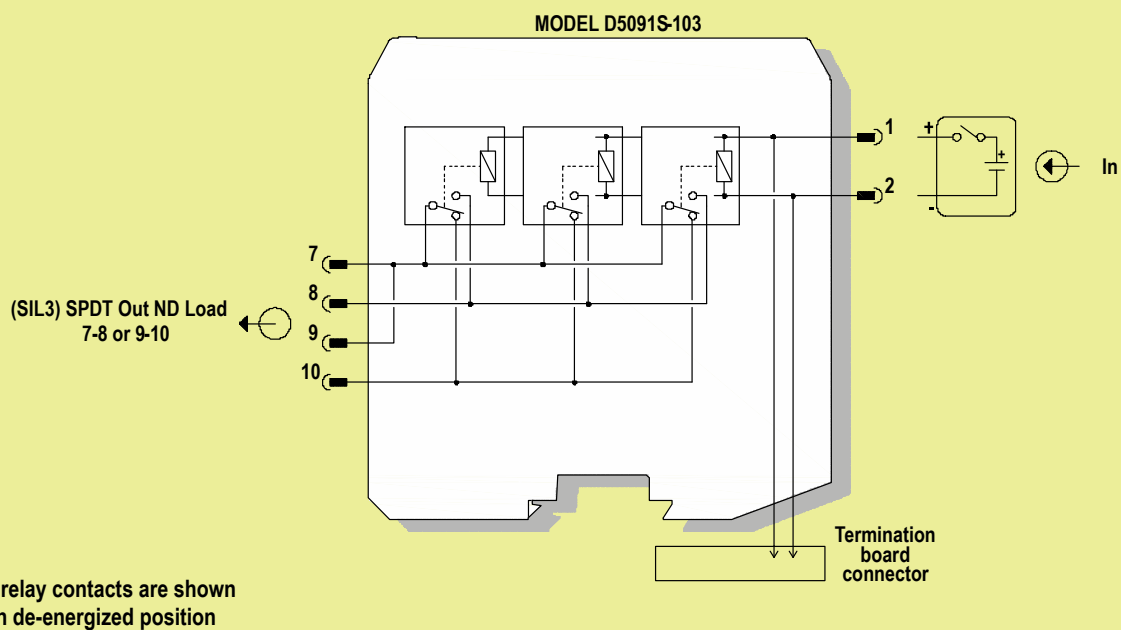 MODEL D5091S-103
1
+
+
In
2
-
7
8
(SIL3) SPDT Out ND Load
7-8 or 9-10
9
10
Termination
board
connector
relay contacts are shown
de-energized position